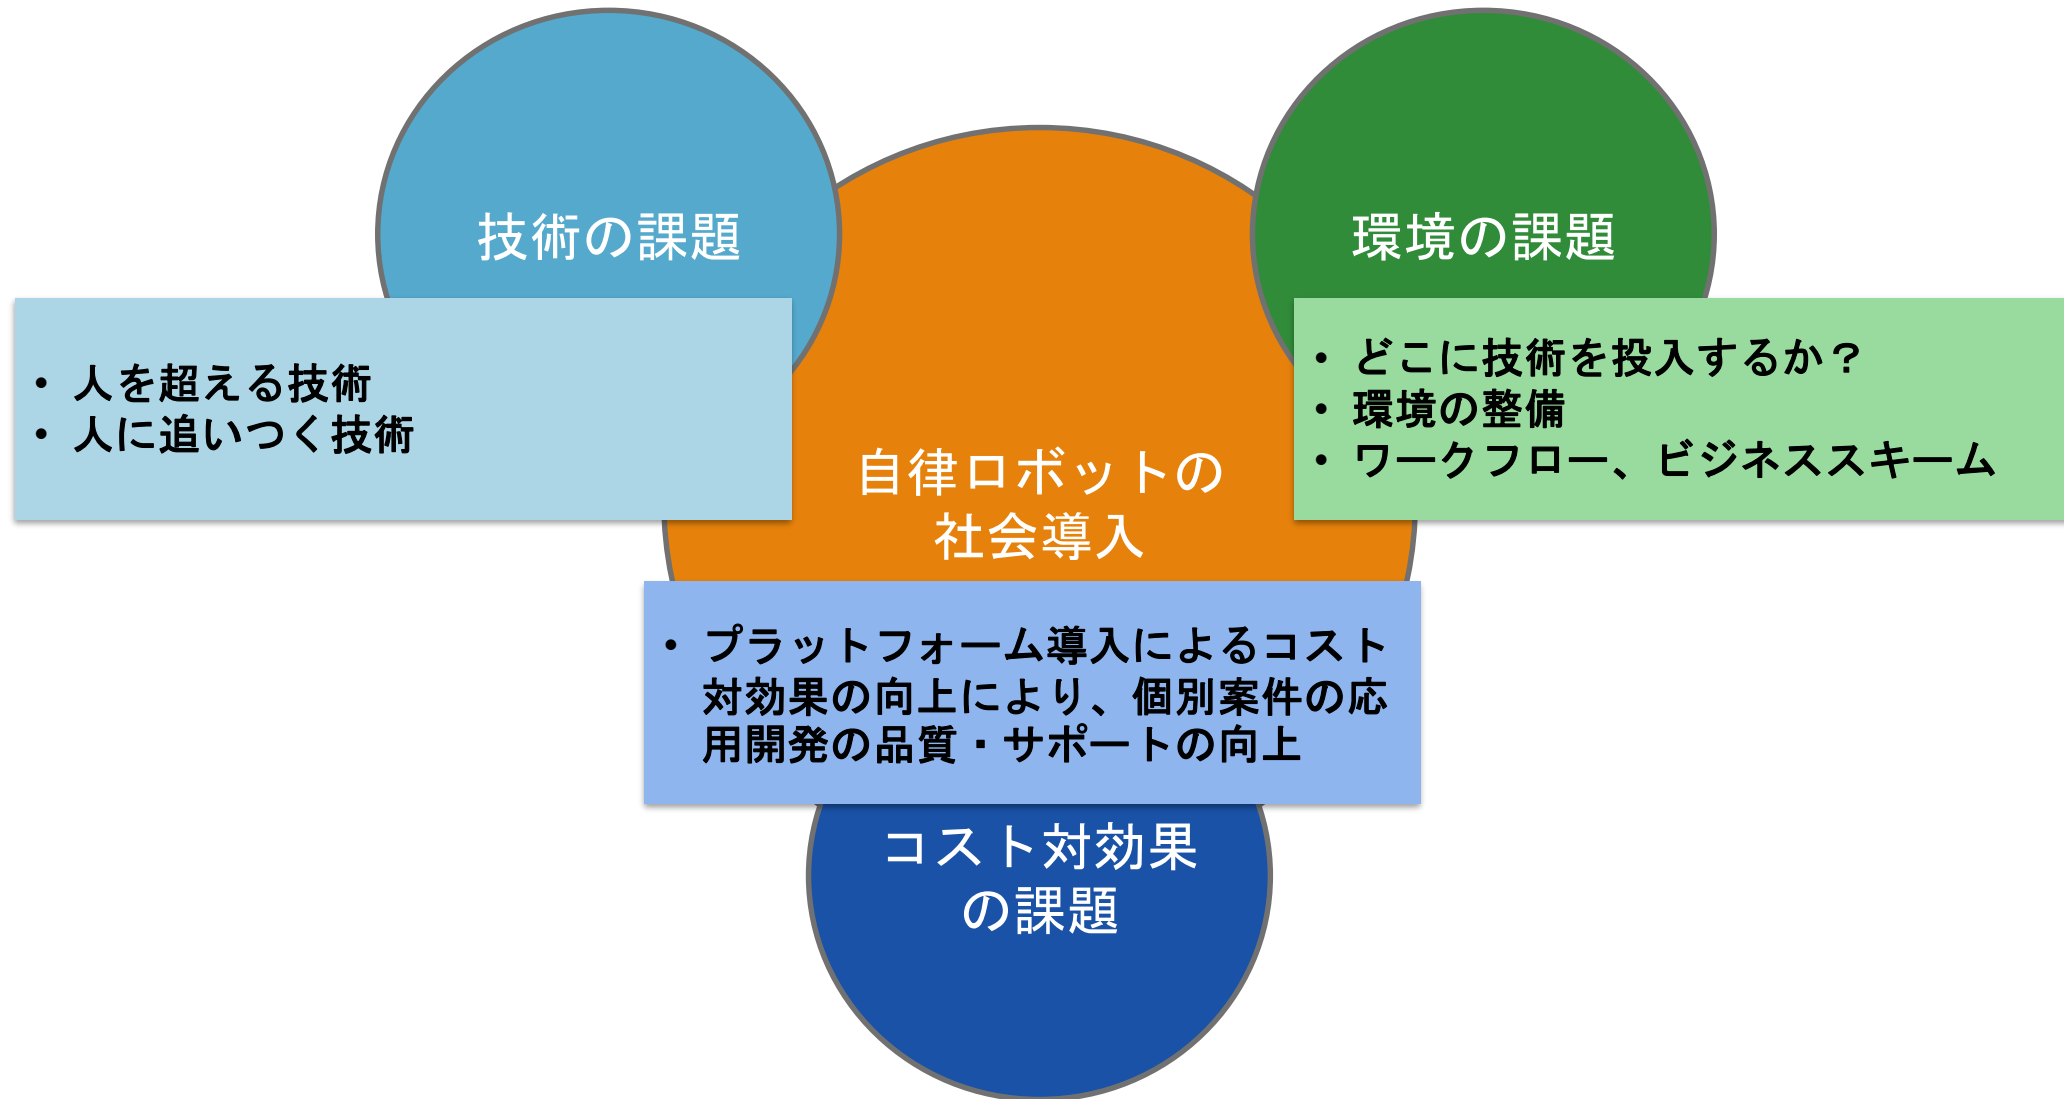 技術の課題
環境の課題
• 人を超える技術
• 人に追いつく技術
• どこに技術を投入するか？
• 環境の整備
• ワークフロー、ビジネススキーム
自律ロボットの
社会導入
• プラットフォーム導入によるコスト
対効果の向上により、個別案件の応
用開発の品質・サポートの向上
コスト対効果
の課題